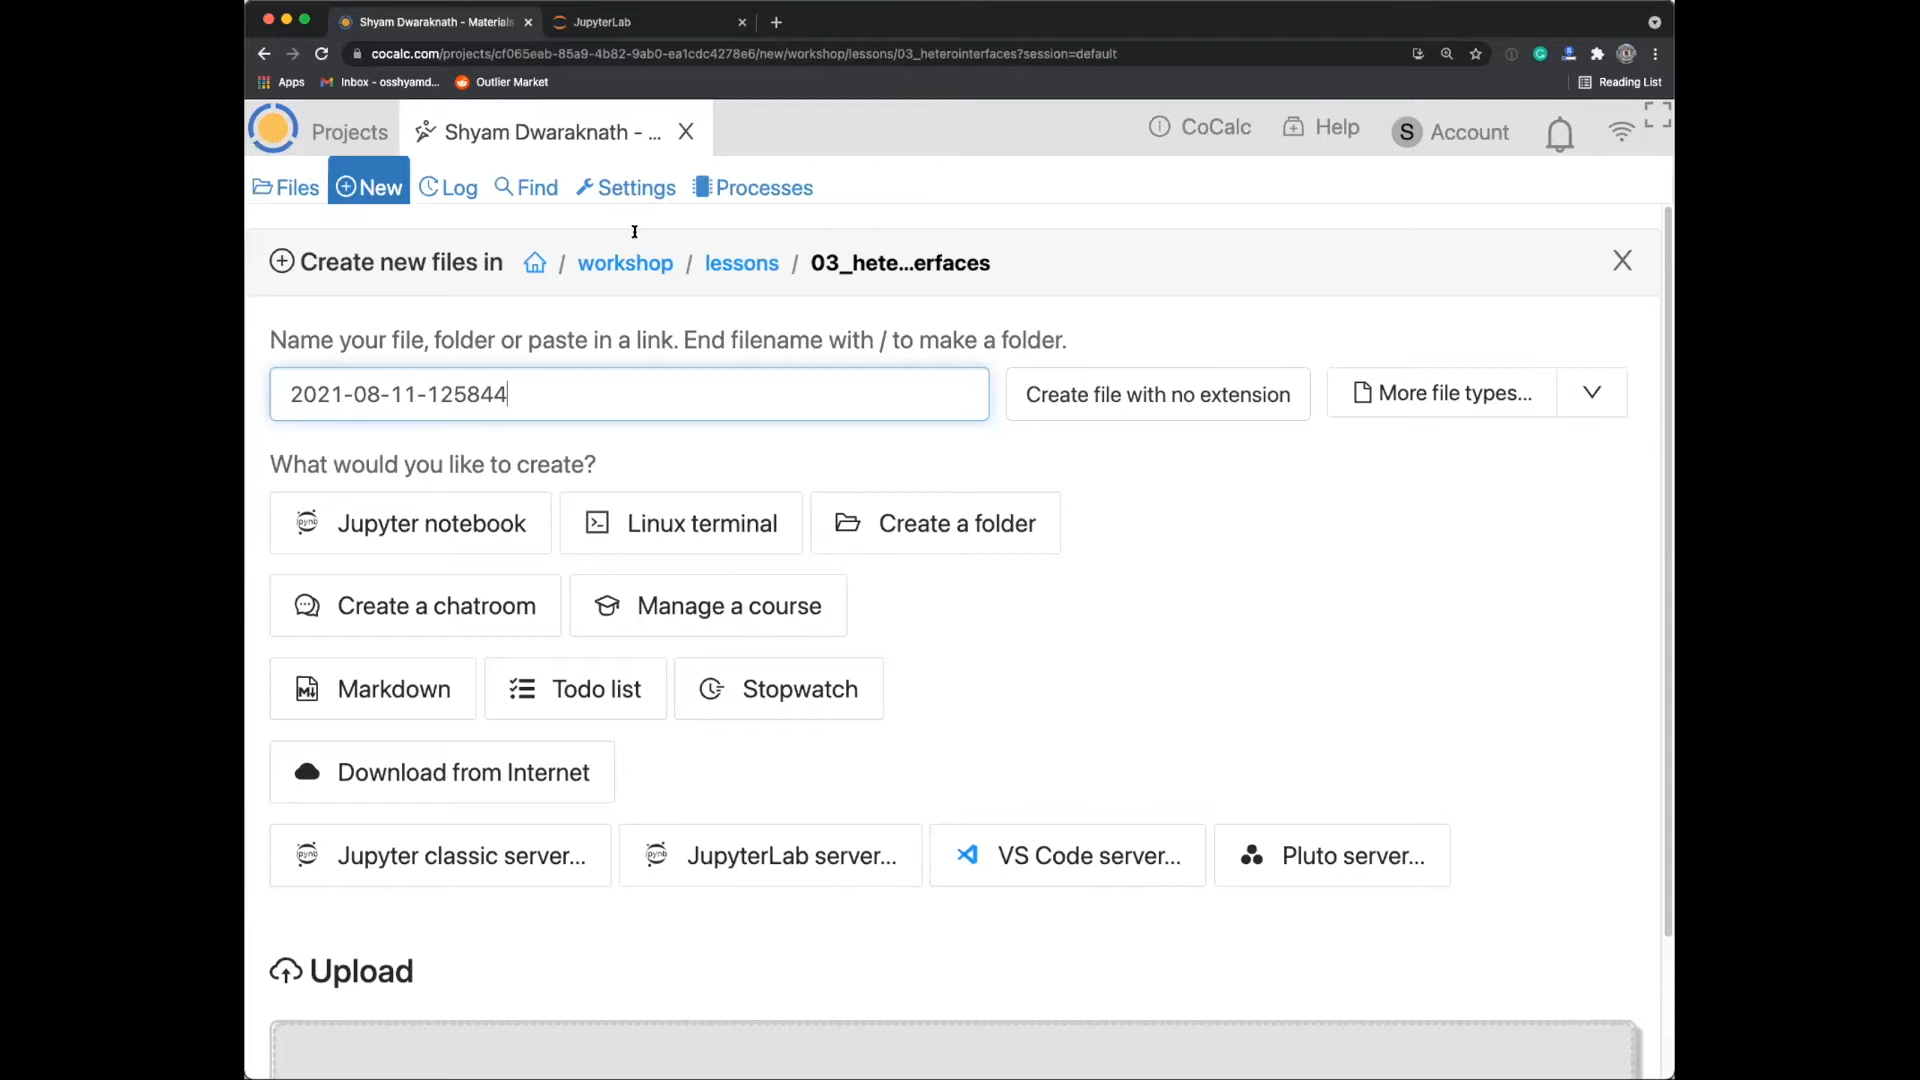 Shyam Dwaraknath - Materials
JupyterLab
cocalc.com/projects/cf065eeb-85a9-4b82-9ab0-ea1cdc4278e6/new/workshop/lessons/03_heterointerfaces?session=default
Apps
Inbox - osshyamd...
Outlier Market
Reading List
Projects
Shyam Dwaraknath - ...
CoCalc
Help
S Account
Files
New
Log
Find
Settings
Processes
Create new files in / workshop / lessons / 03_hete...erfaces
Name your file, folder or paste in a link. End filename with / to make a folder.
2021-08-11-125844
Create file with no extension
More file types...
What would you like to create?
Jupyter notebook
Linux terminal
Create a folder
Create a chatroom
Manage a course
Markdown
Todo list
Stopwatch
Download from Internet
Jupyter classic server...
JupyterLab server...
VS Code server...
Pluto server...
Upload